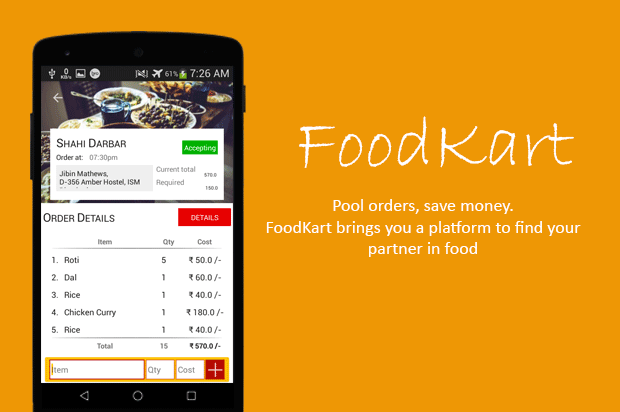 0
KB/s
61%
7:26 AM
SHAHI DARBAR
Accepting
Order at: 07:30pm
Jibin Mathews,
D-356 Amber Hostel, ISM
Current total 570.0
Required 150.0
ORDER DETAILS
DETAILS
Item Qty Cost
1. Roti 5 ₹ 50.0 /-
2. Dal 1 ₹ 60.0 /-
3. Rice 1 ₹ 40.0 /-
4. Chicken Curry 1 ₹ 180.0 /-
5. Rice 1 ₹ 40.0 /-
Total 15 ₹ 570.0 /-
Item Qty Cost
FoodKart
Pool orders, save money.
FoodKart brings you a platform to find your
partner in food